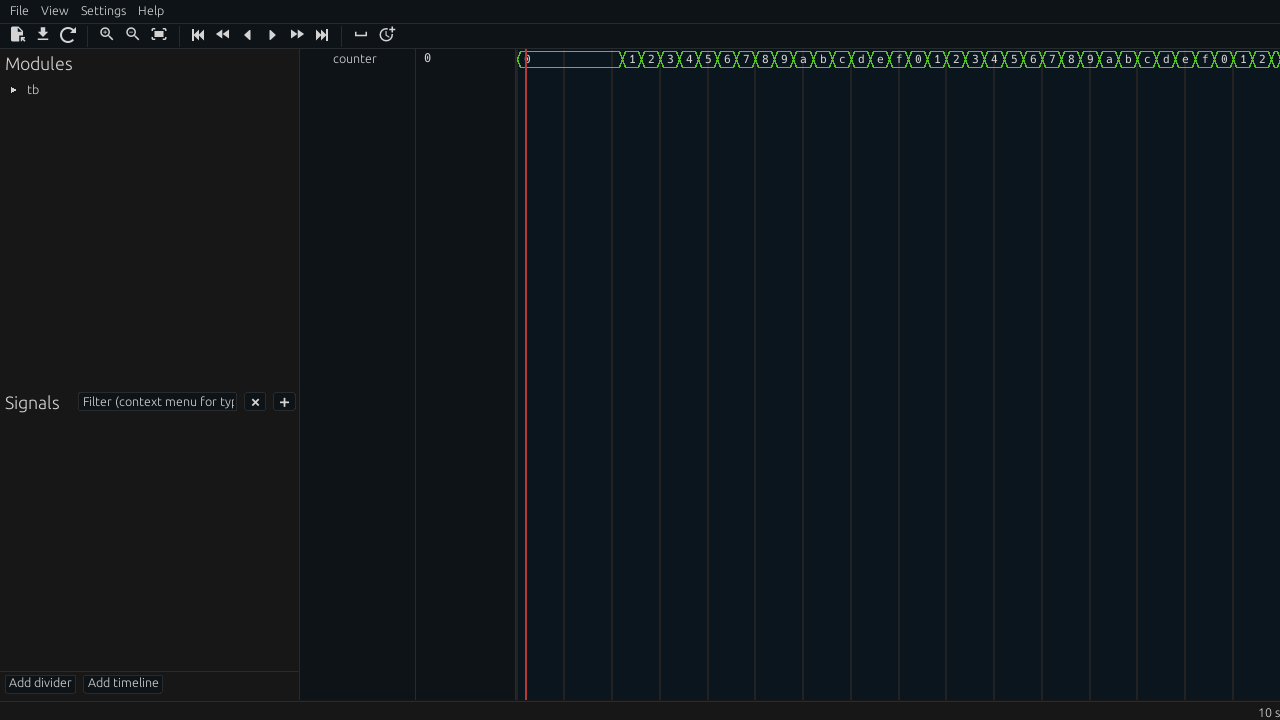 File View Settings Help
Modules
tb
counter
0
0 1 2 3 4 5 6 7 8 9 a b c d e f 0 1 2 3 4 5 6 7 8 9 a b c d e f 0 1 2
Signals Filter (context menu for typ
Add divider Add timeline
10 s